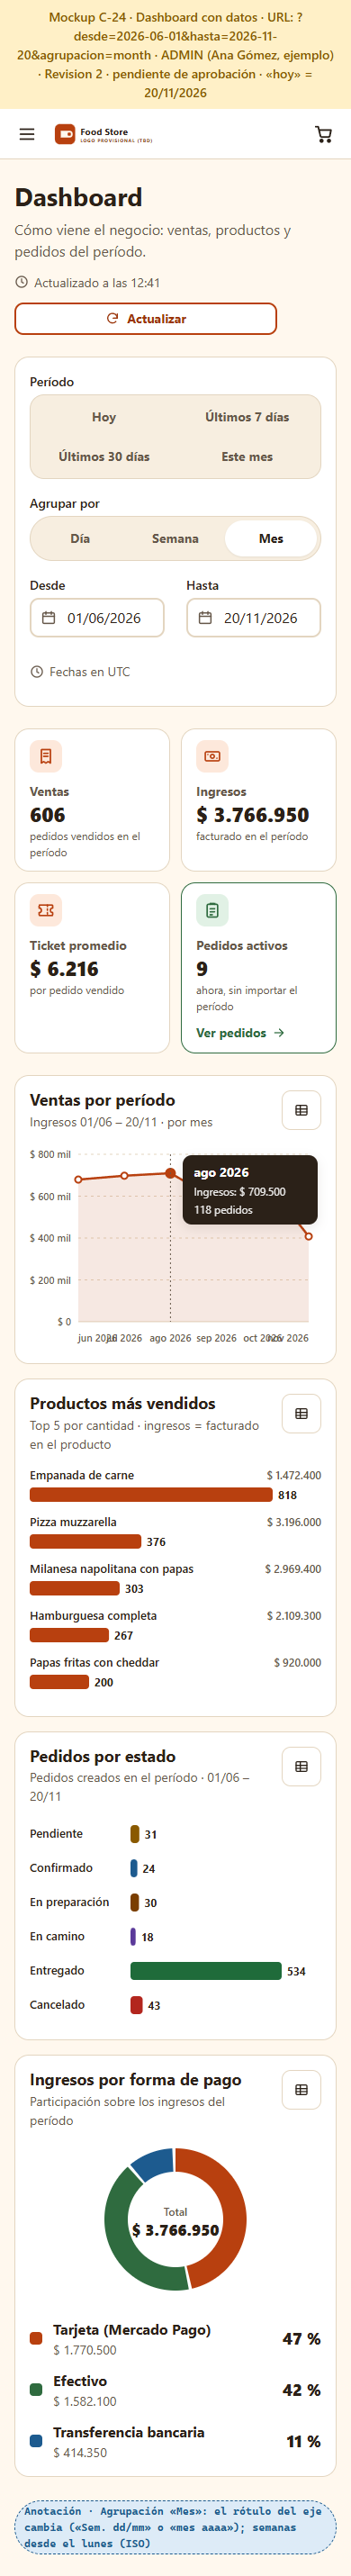 Mockup C-24 · Dashboard con datos · URL: ?
desde=2026-06-01&hasta=2026-11-
20&agrupacion=month · ADMIN (Ana Gómez, ejemplo)
· Revision 2 · pendiente de aprobación · «hoy» =
20/11/2026
Food Store
LOGO PROVISIONAL (TBD)
Dashboard
Cómo viene el negocio: ventas, productos y
pedidos del período.
Actualizado a las 12:41
Actualizar
Período
Hoy Últimos 7 días
Últimos 30 días Este mes
Agrupar por
Día Semana Mes
Desde Hasta
01/06/2026 20/11/2026
Fechas en UTC
Ventas
606
pedidos vendidos en el
período
Ingresos
$ 3.766.950
facturado en el período
Ticket promedio
$ 6.216
por pedido vendido
Pedidos activos
9
ahora, sin importar el
período
Ver pedidos →
Ventas por período
Ingresos 01/06 – 20/11 · por mes
$ 800 mil
$ 600 mil
$ 400 mil
$ 200 mil
$ 0
ago 2026
Ingresos: $ 709.500
118 pedidos
jun 2026 jul 2026 ago 2026 sep 2026 oct 2026 nov 2026
Productos más vendidos
Top 5 por cantidad · ingresos = facturado
en el producto
Empanada de carne $ 1.472.400
818
Pizza muzzarella $ 3.196.000
376
Milanesa napolitana con papas $ 2.969.400
303
Hamburguesa completa $ 2.109.300
267
Papas fritas con cheddar $ 920.000
200
Pedidos por estado
Pedidos creados en el período · 01/06 –
20/11
Pendiente 31
Confirmado 24
En preparación 30
En camino 18
Entregado 534
Cancelado 43
Ingresos por forma de pago
Participación sobre los ingresos del
período
Total
$ 3.766.950
Tarjeta (Mercado Pago) 47 %
$ 1.770.500
Efectivo 42 %
$ 1.582.100
Transferencia bancaria 11 %
$ 414.350
Anotación · Agrupación «Mes»: el rótulo del eje
cambia («Sem. dd/mm» o «mes aaaa»); semanas
desde el lunes (ISO)